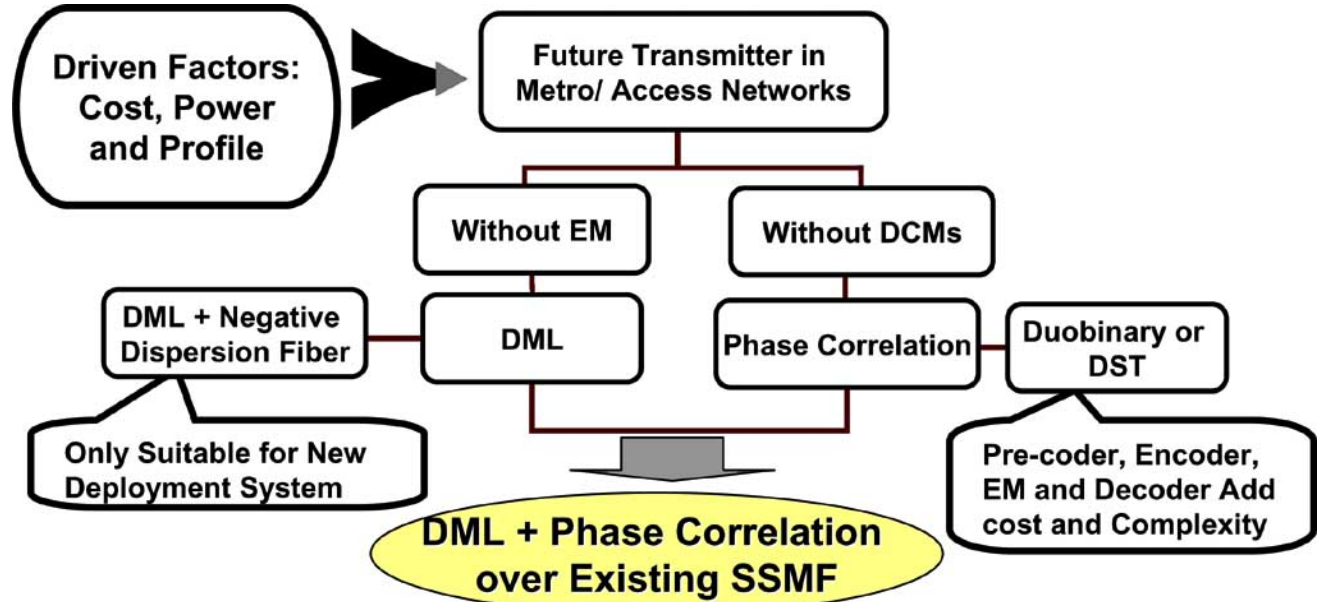 Driven Factors:
Cost, Power
and Profile
Future Transmitter in
Metro/ Access Networks
Without EM
Without DCMs
DML + Negative
Dispersion Fiber
DML
Phase Correlation
Duobinary or
DST
Only Suitable for New
Deployment System
Pre-coder, Encoder,
EM and Decoder Add
cost and Complexity
DML + Phase Correlation
over Existing SSMF